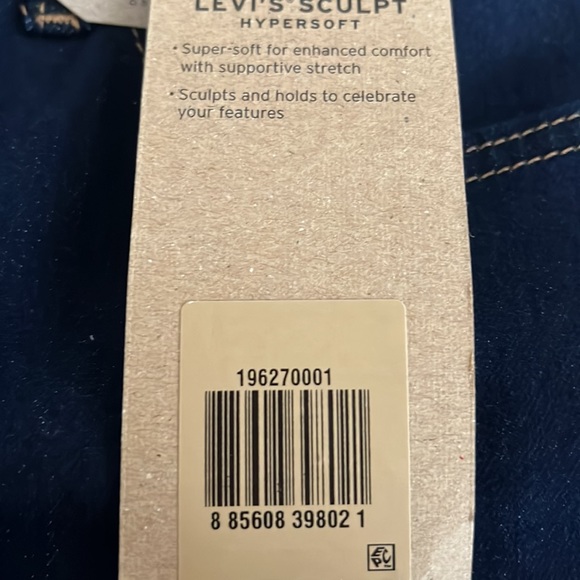 LEVI'S® SCULPT
HYPERSOFT
• Super-soft for enhanced comfort
with supportive stretch
• Sculpts and holds to celebrate
your features
196270001
8 85608 39802 1
EPC